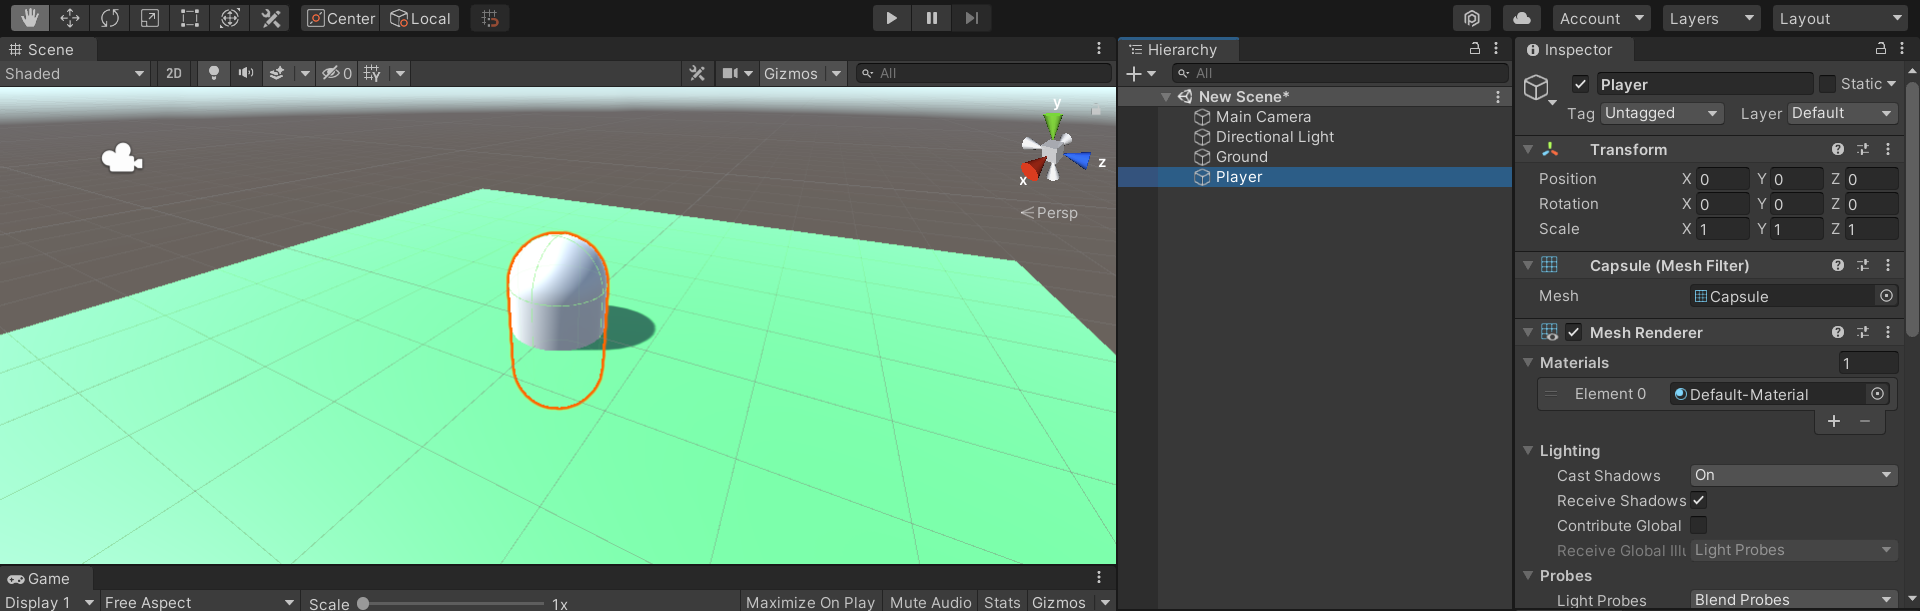 Center Local Account Layers Layout
Scene
Shaded 2D 0 Gizmos All
y
z
x
Persp
Game
Display 1 Free Aspect Scale 1x Maximize On Play Mute Audio Stats Gizmos
Hierarchy
All
New Scene*
Main Camera
Directional Light
Ground
Player
Inspector
Player Static
Tag Untagged Layer Default
Transform
Position X 0 Y 0 Z 0
Rotation X 0 Y 0 Z 0
Scale X 1 Y 1 Z 1
Capsule (Mesh Filter)
Mesh Capsule
Mesh Renderer
Materials 1
Element 0 Default-Material
Lighting
Cast Shadows On
Receive Shadows
Contribute Global
Receive Global Illu Light Probes
Probes
Light Probes Blend Probes